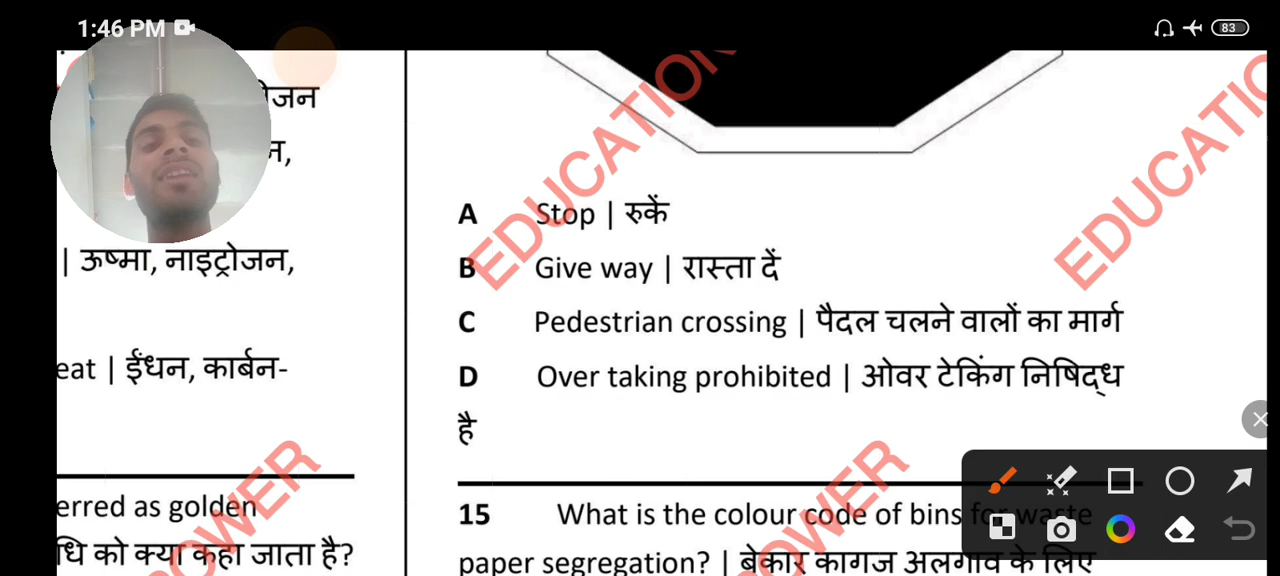 1:46 PM
83
जन
न,
| ऊष्मा, नाइट्रोजन,
eat | ईंधन, कार्बन-
erred as golden
धि को क्या कहा जाता है?
POWER
EDUCATION
EDUCATION
A Stop | रुकें
B Give way | रास्ता दें
C Pedestrian crossing | पैदल चलने वालों का मार्ग
D Over taking prohibited | ओवर टेकिंग निषिद्ध
है
POWER
15 What is the colour code of bins for waste
paper segregation? | बेकार कागज अलगाव के लिए